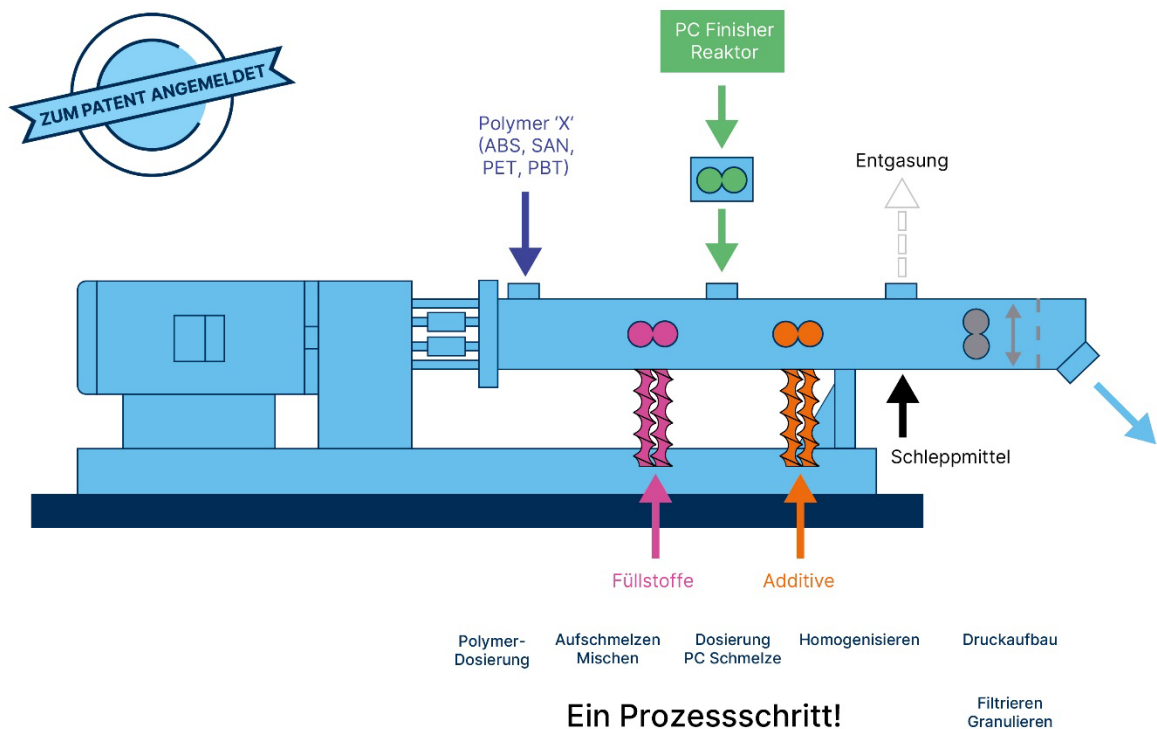 ZUM PATENT ANGEMELDET
PC Finisher
Reaktor
Polymer ‘X’
(ABS, SAN,
PET, PBT)
Entgasung
Schleppmittel
Füllstoffe
Additive
Polymer-
Dosierung
Aufschmelzen
Mischen
Dosierung
PC Schmelze
Homogenisieren
Druckaufbau
Ein Prozessschritt!
Filtrieren
Granulieren